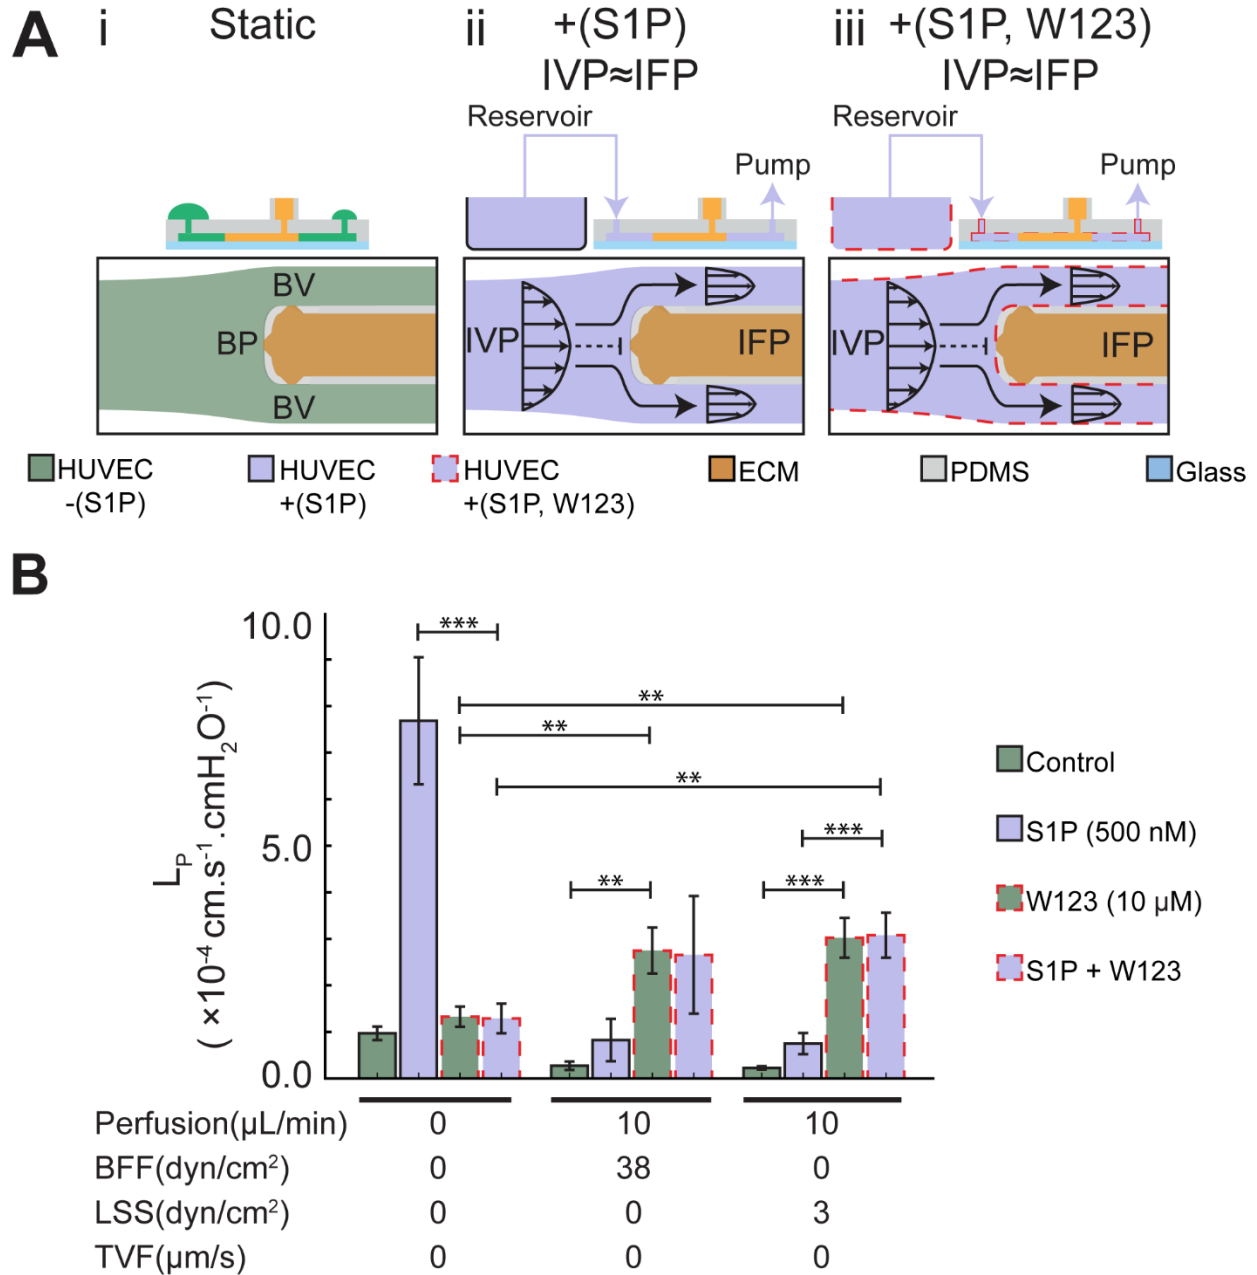 A i Static ii +(S1P) iii +(S1P, W123)
IVP≈IFP IVP≈IFP
Reservoir Reservoir
Pump Pump
BV
BP IVP IFP IVP IFP
BV
HUVEC HUVEC HUVEC ECM PDMS Glass
-(S1P) +(S1P) +(S1P, W123)
B
10.0
***
**
**
**
***
5.0
** ***
0.0
L_P
(×10⁻⁴ cm.s⁻¹.cmH₂O⁻¹)
Control
S1P (500 nM)
W123 (10 µM)
S1P + W123
Perfusion(µL/min) 0 10 10
BFF(dyn/cm²) 0 38 0
LSS(dyn/cm²) 0 0 3
TVF(µm/s) 0 0 0